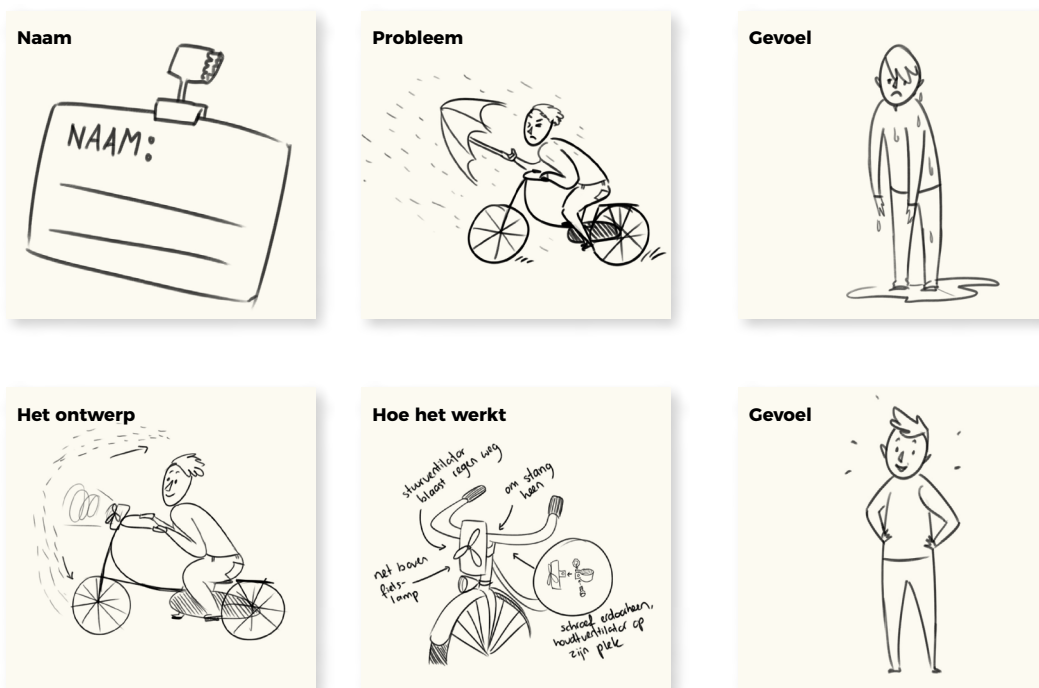 Naam
NAAM:
Probleem
Gevoel
Het ontwerp
Hoe het werkt
stuurventilator
blaast regen weg
om stang
heen
net boven
fiets-
lamp
schroef erdoorheen,
houdt ventilator op
zijn plek
Gevoel